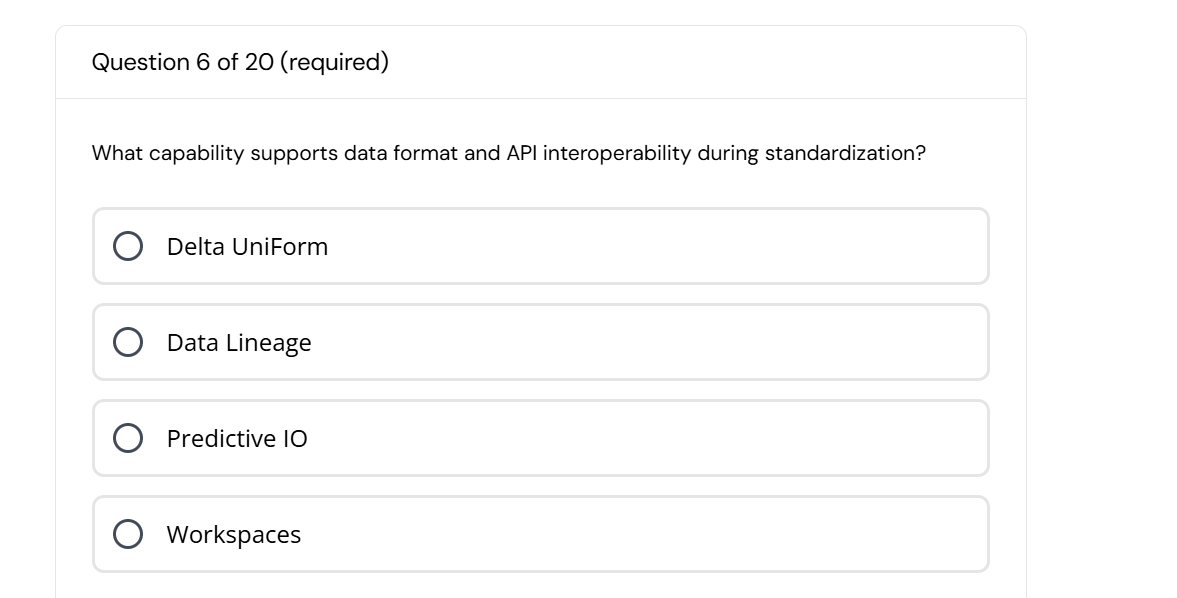 Question 6 of 20 (required)
What capability supports data format and API interoperability during standardization?
Delta UniForm
Data Lineage
Predictive IO
Workspaces